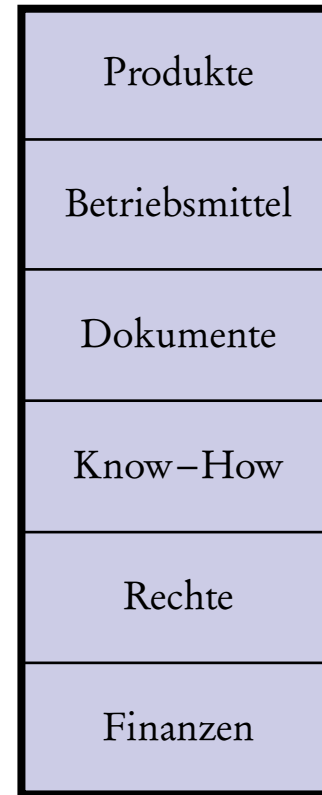 Produkte
Betriebsmittel
Dokumente
Know–How
Rechte
Finanzen